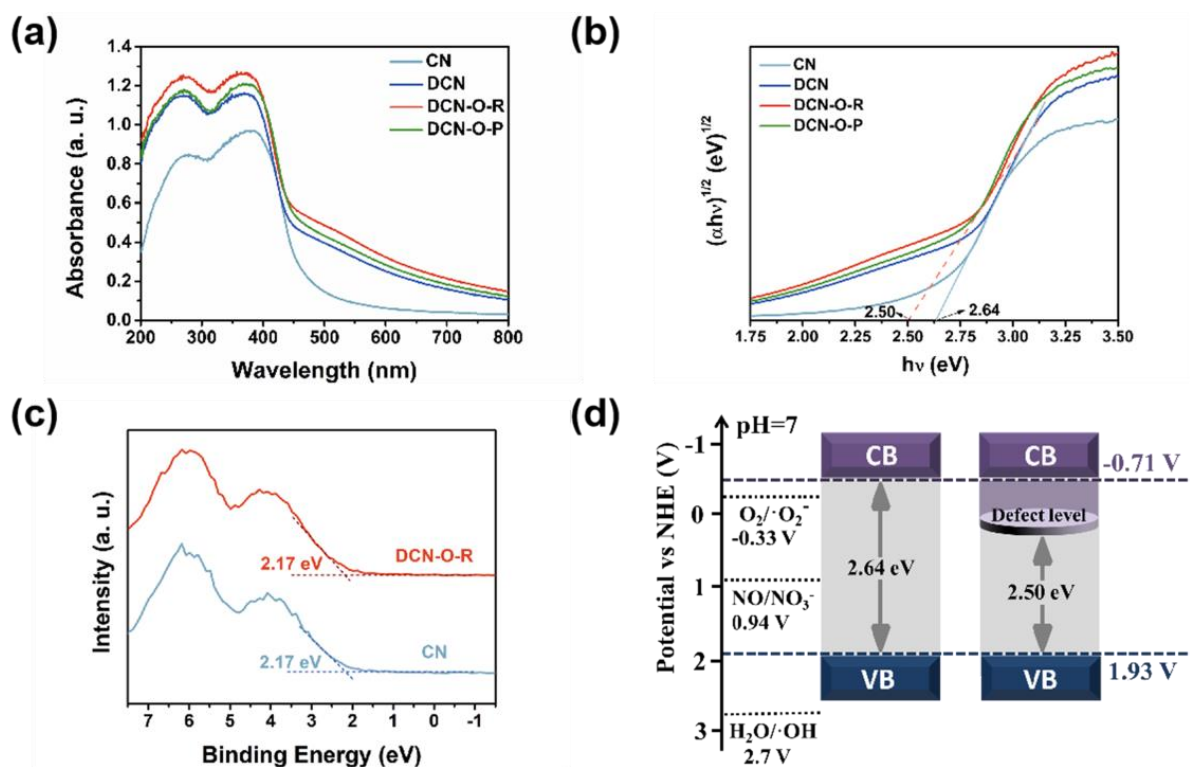 (a)
1.4
1.2
1.0
0.8
0.6
0.4
0.2
0.0
Absorbance (a. u.)
CN
DCN
DCN-O-R
DCN-O-P
200 300 400 500 600 700 800
Wavelength (nm)
(b)
(αhν)1/2 (eV)1/2
CN
DCN
DCN-O-R
DCN-O-P
2.50
2.64
1.75 2.00 2.25 2.50 2.75 3.00 3.25 3.50
hν (eV)
(c)
Intensity (a. u.)
DCN-O-R
2.17 eV
2.17 eV
CN
7 6 5 4 3 2 1 0 -1
Binding Energy (eV)
(d)
Potential vs NHE (V)
pH=7
-1
0
1
2
3
O2/·O2-
-0.33 V
NO/NO3-
0.94 V
H2O/·OH
2.7 V
CB
2.64 eV
VB
CB
Defect level
2.50 eV
VB
-0.71 V
1.93 V